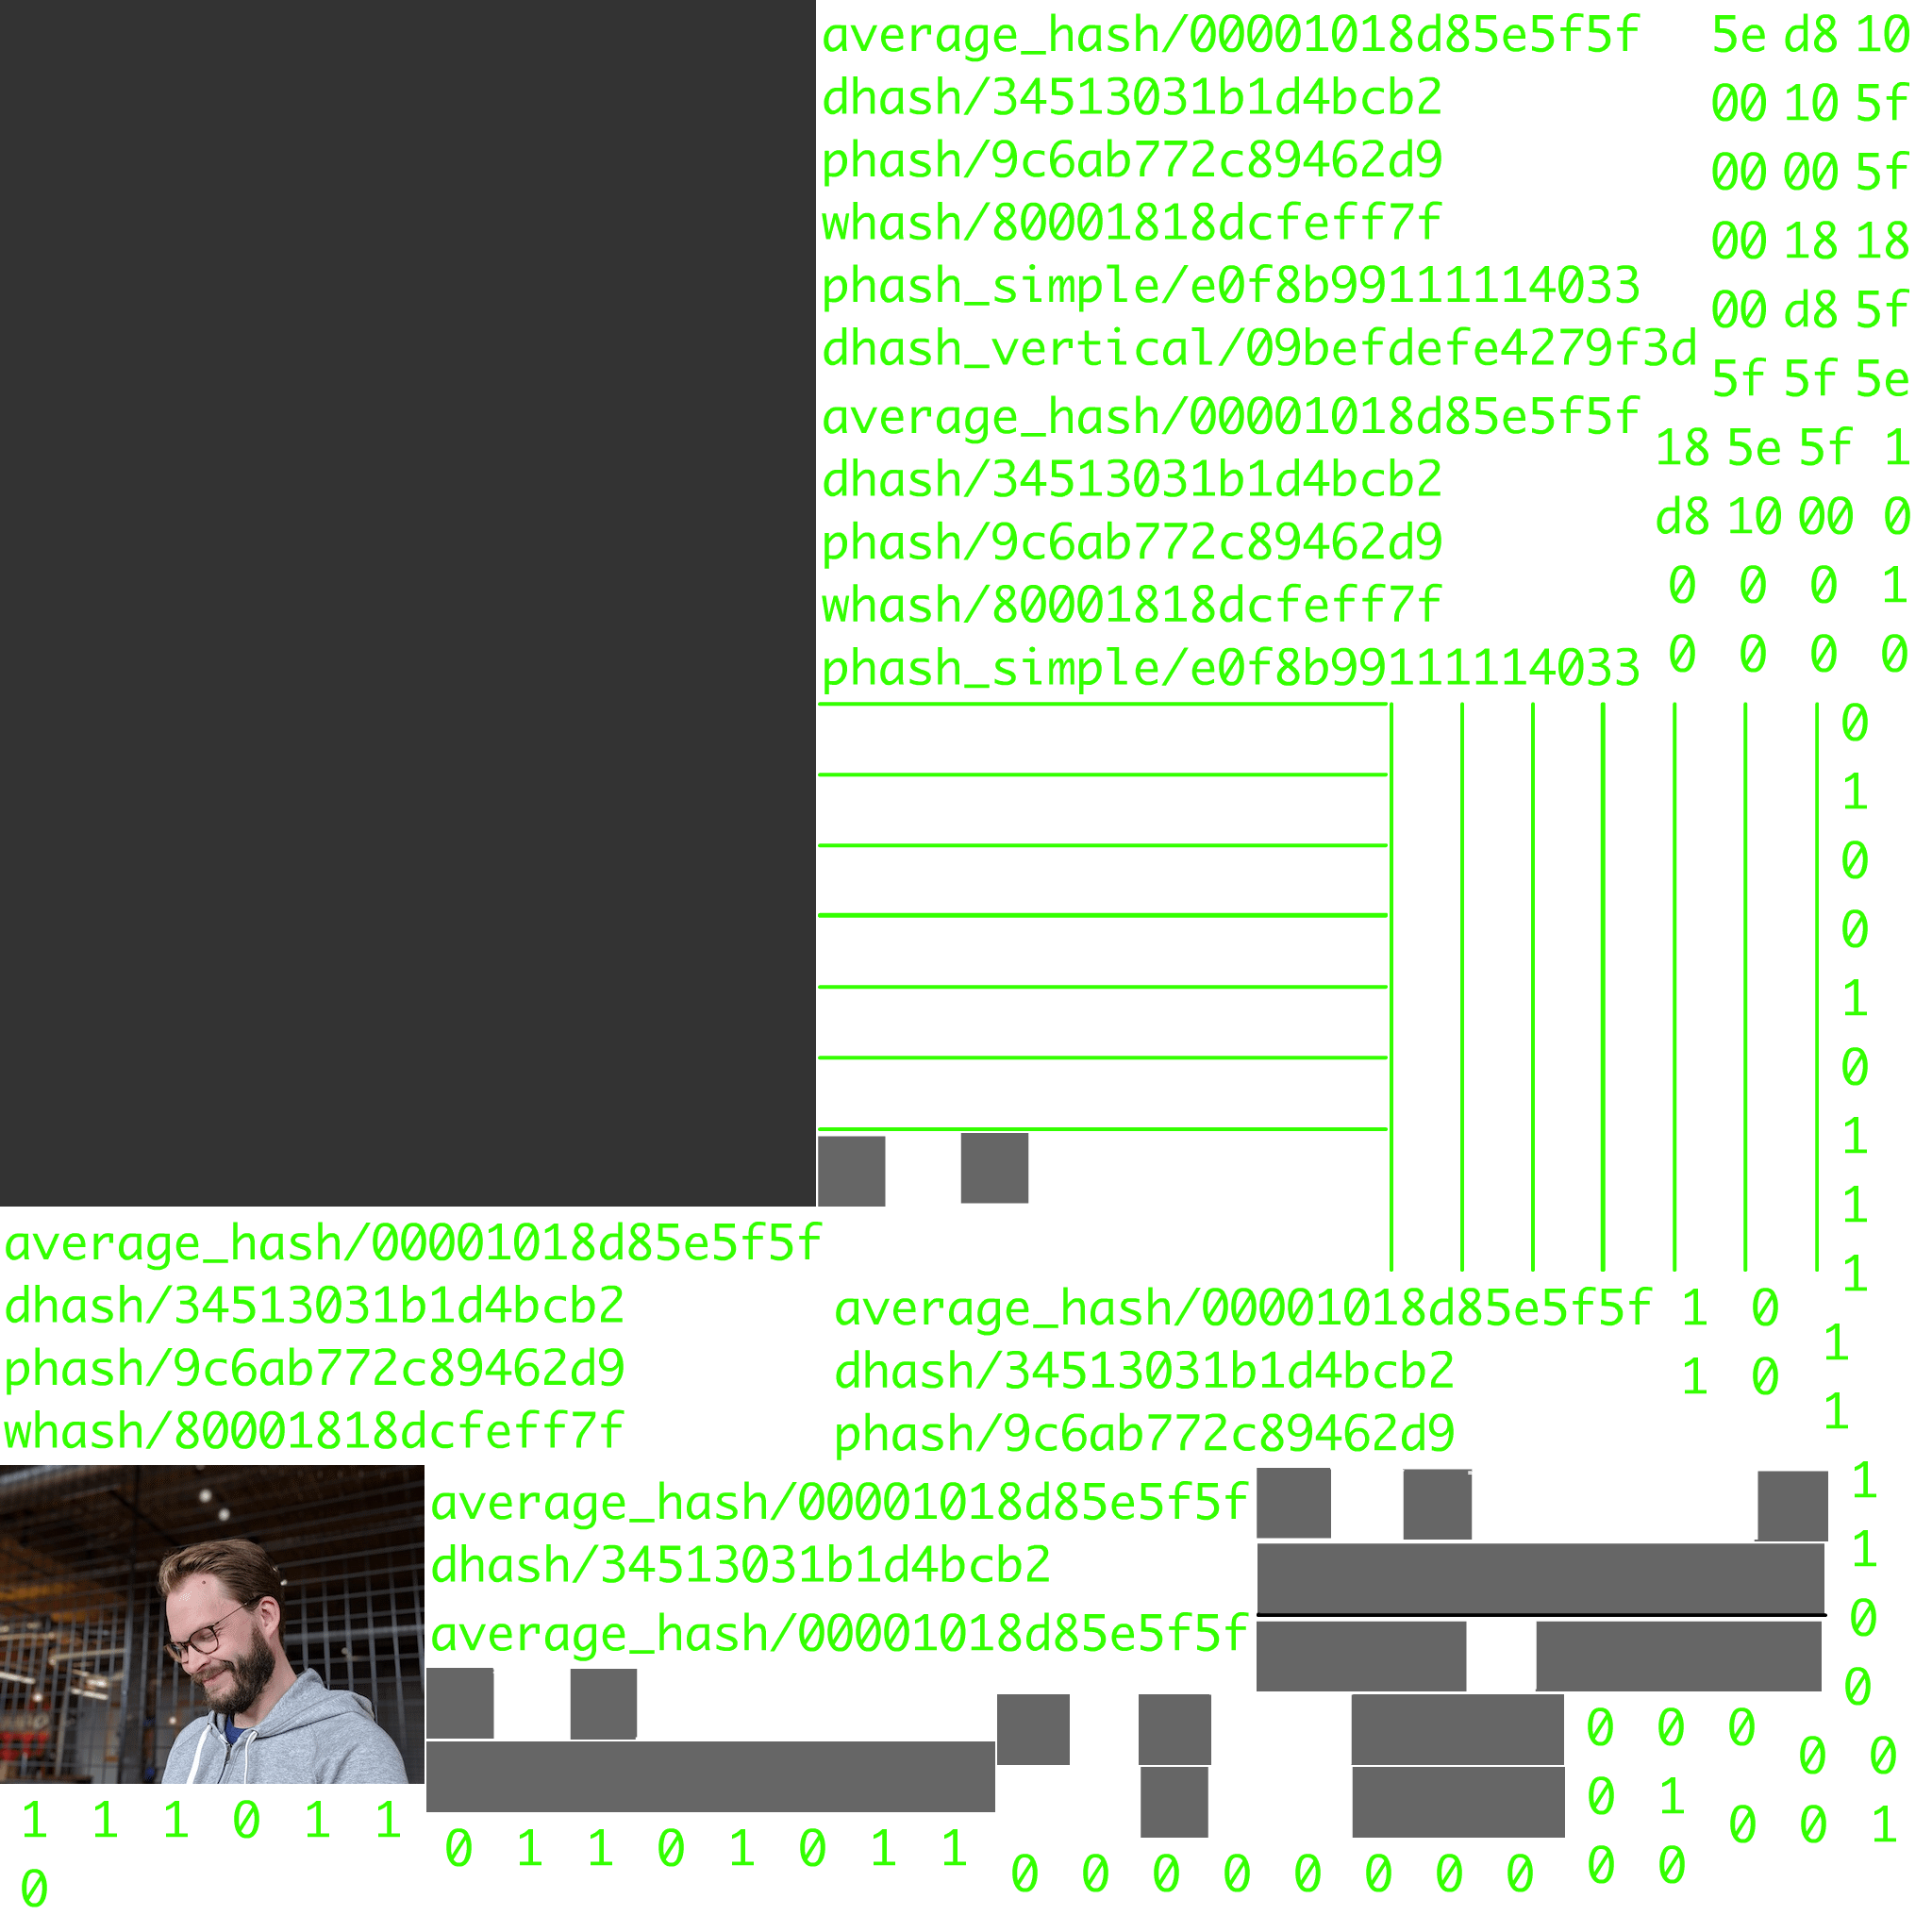 average_hash/00001018d85e5f5f
dhash/34513031b1d4bcb2
phash/9c6ab772c89462d9
whash/80001818dcfeff7f
phash_simple/e0f8b99111114033
dhash_vertical/09befdefe4279f3d
average_hash/00001018d85e5f5f
dhash/34513031b1d4bcb2
phash/9c6ab772c89462d9
whash/80001818dcfeff7f
phash_simple/e0f8b99111114033
5e d8 10
00 10 5f
00 00 5f
00 18 18
00 d8 5f
5f 5f 5e
18 5e 5f 1
d8 10 00 0
0 0 0 1
0 0 0 0
0
1
0
0
1
0
1
1
1
average_hash/00001018d85e5f5f
dhash/34513031b1d4bcb2
phash/9c6ab772c89462d9
whash/80001818dcfeff7f
average_hash/00001018d85e5f5f 1 0
dhash/34513031b1d4bcb2 1 0
phash/9c6ab772c89462d9
1
1
average_hash/00001018d85e5f5f
dhash/34513031b1d4bcb2
average_hash/00001018d85e5f5f
1
1
0
0
1 1 1 0 1 1
0
0 1 1 0 1 0 1 1
0 0 0 0 0 0 0 0
0 0 0
0 1
0 0
0 0
0 0 1